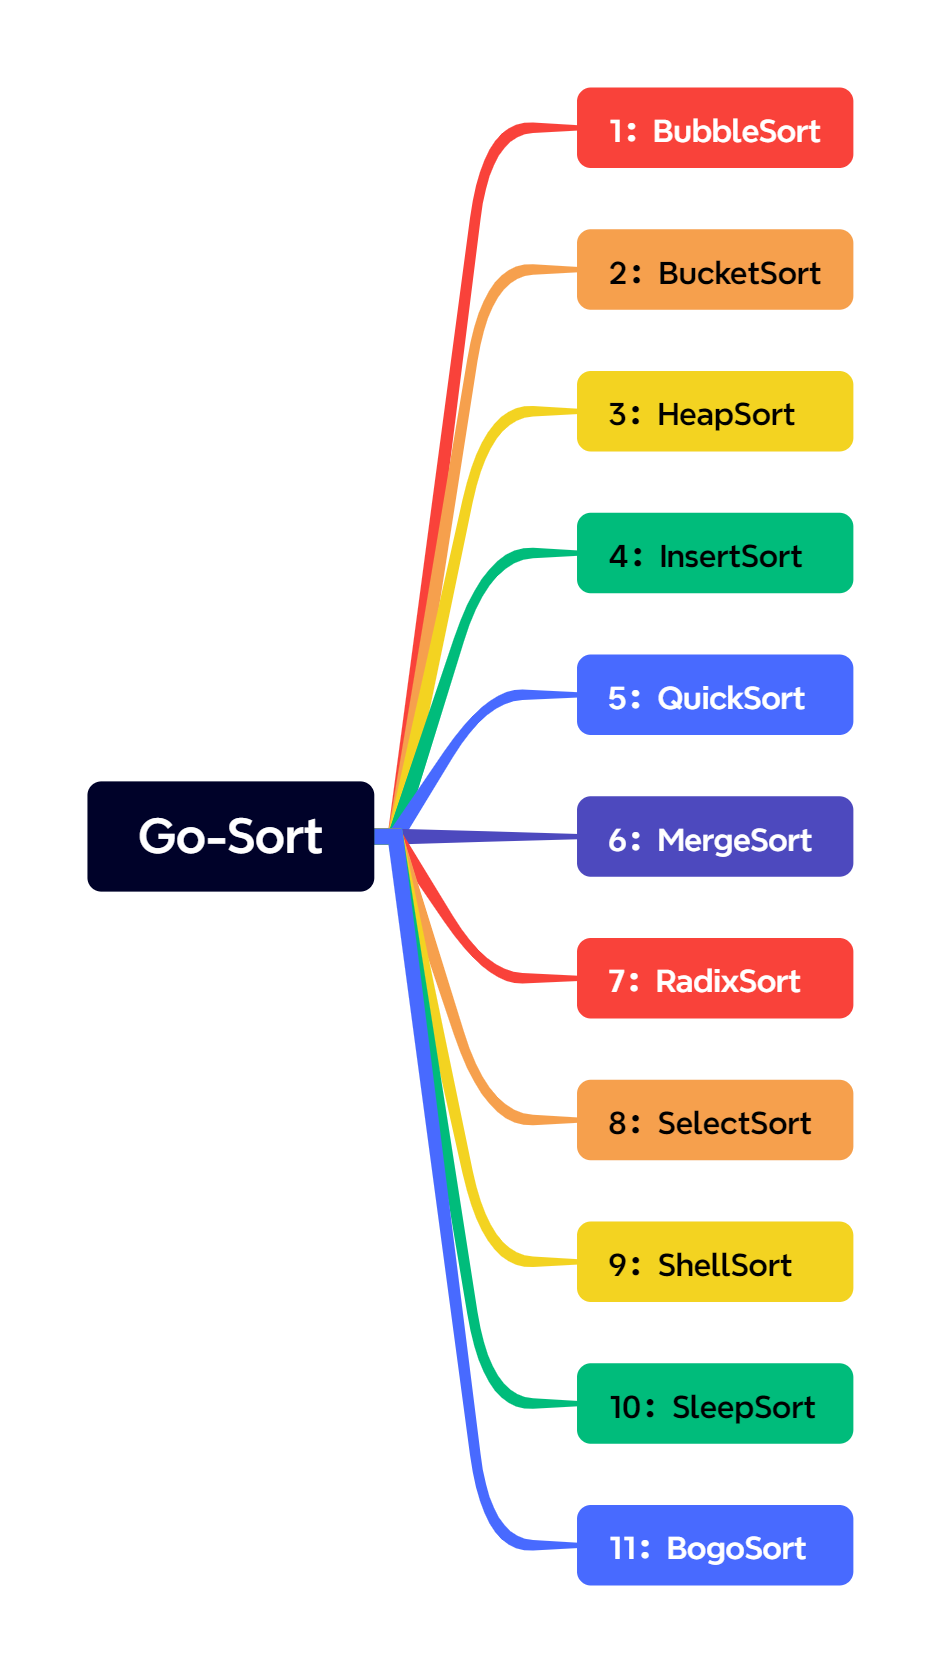 Go-Sort
1: BubbleSort
2: BucketSort
3: HeapSort
4: InsertSort
5: QuickSort
6: MergeSort
7: RadixSort
8: SelectSort
9: ShellSort
10: SleepSort
11: BogoSort